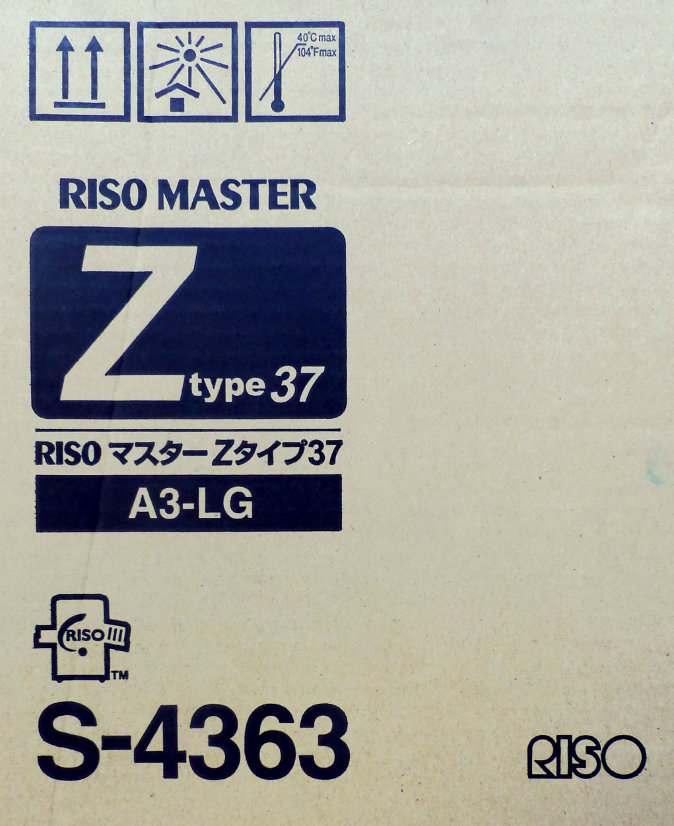 40°C max
104°F max
RISO MASTER
Z type 37
RISO マスター Zタイプ37
A3-LG
RISO
TM
S-4363
RISO